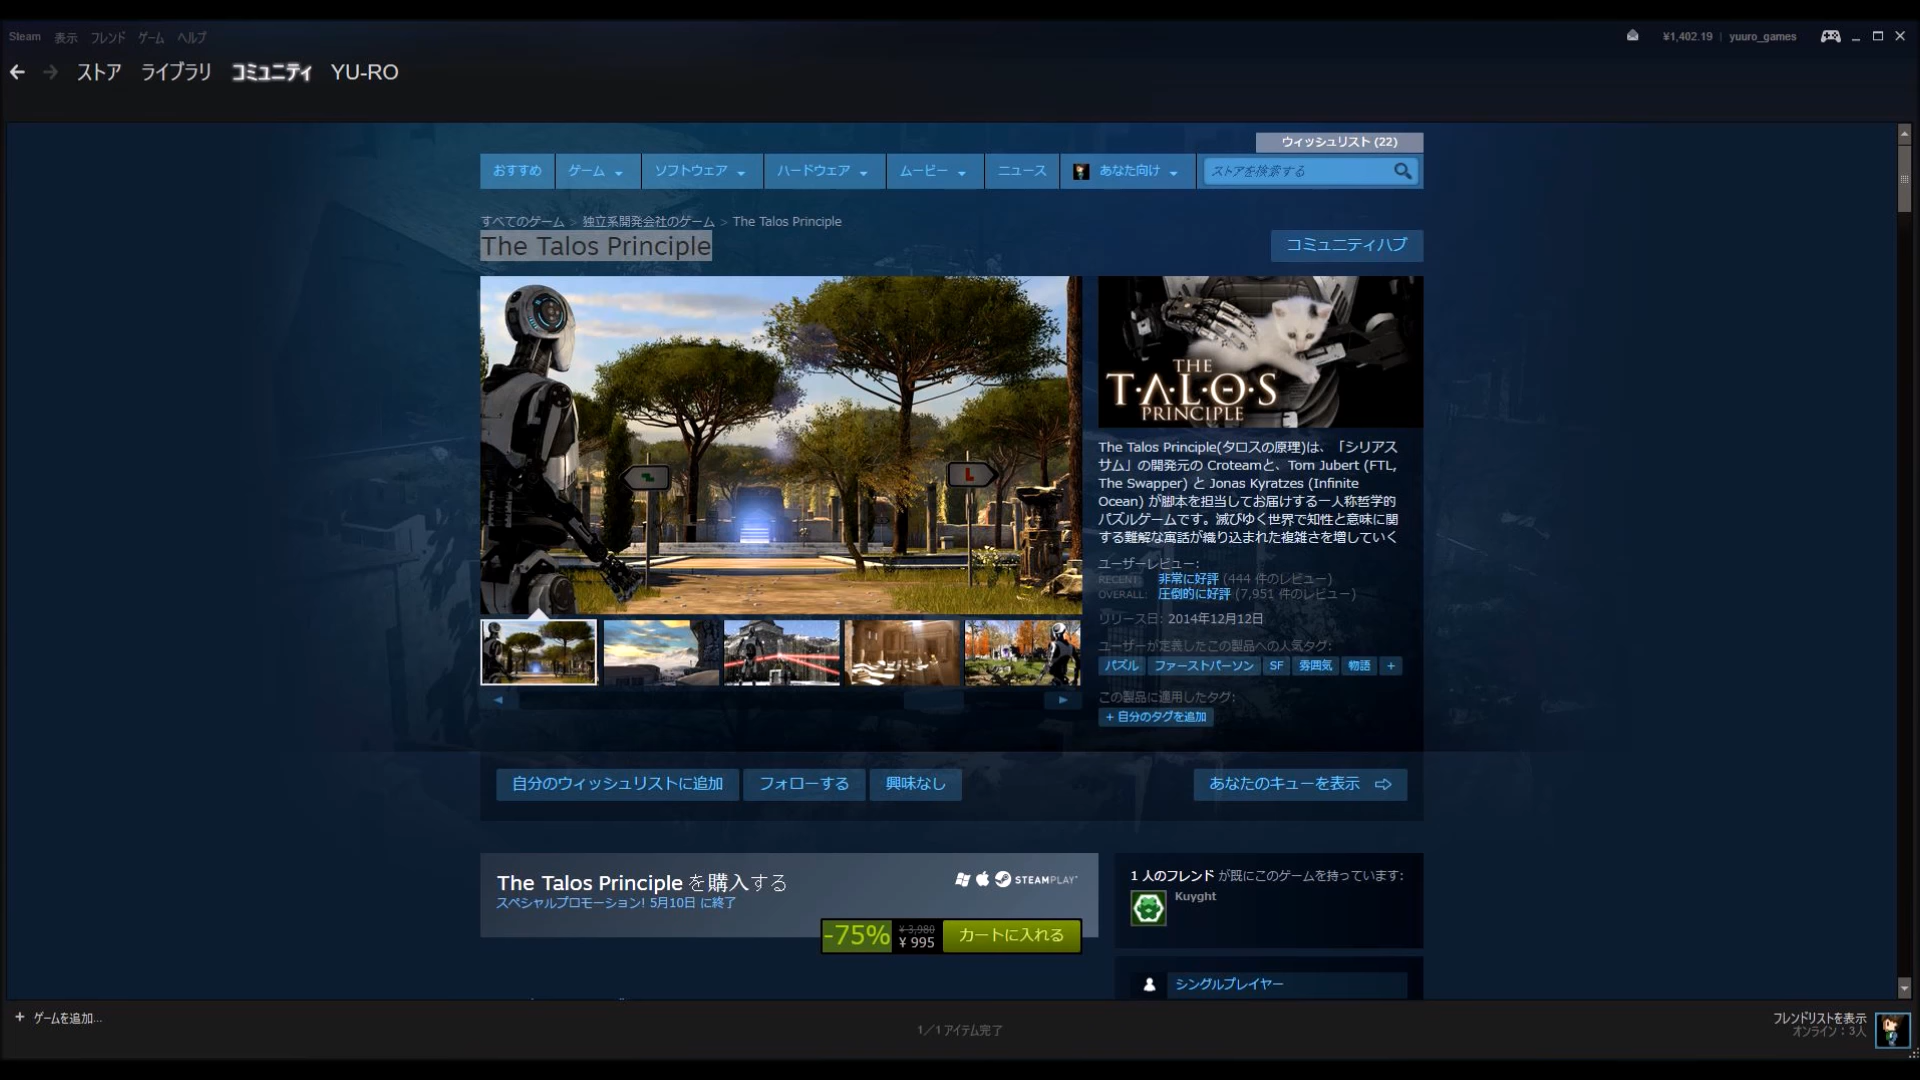 Steam 表示 フレンド ゲーム ヘルプ
¥1,402.19 | yuuro_games
ストア ライブラリ コミュニティ YU-RO
ウィッシュリスト (22)
おすすめ ゲーム ソフトウェア ハードウェア ムービー ニュース あなた向け ストアを検索する
すべてのゲーム > 独立系開発会社のゲーム > The Talos Principle
The Talos Principle
コミュニティハブ
THE
T·A·L·O·S
PRINCIPLE
The Talos Principle(タロスの原理)は、「シリアス
サム」の開発元の Croteamと、Tom Jubert (FTL,
The Swapper) と Jonas Kyratzes (Infinite
Ocean) が脚本を担当してお届けする一人称哲学的
パズルゲームです。滅びゆく世界で知性と意味に関
する難解な寓話が織り込まれた複雑さを増していく
ユーザーレビュー:
RECENT: 非常に好評 (444 件のレビュー)
OVERALL: 圧倒的に好評 (7,951 件のレビュー)
リリース日: 2014年12月12日
ユーザーが定義したこの製品への人気タグ:
パズル ファーストパーソン SF 雰囲気 物語 +
この製品に適用したタグ:
+ 自分のタグを追加
自分のウィッシュリストに追加 フォローする 興味なし あなたのキューを表示
The Talos Principle を購入する
STEAMPLAY
スペシャルプロモーション! 5月10日 に終了
-75% ¥ 3,980 ¥ 995 カートに入れる
1 人のフレンド が既にこのゲームを持っています:
Kuyght
シングルプレイヤー
+ ゲームを追加...
1／1 アイテム完了
フレンドリストを表示
オンライン：3人